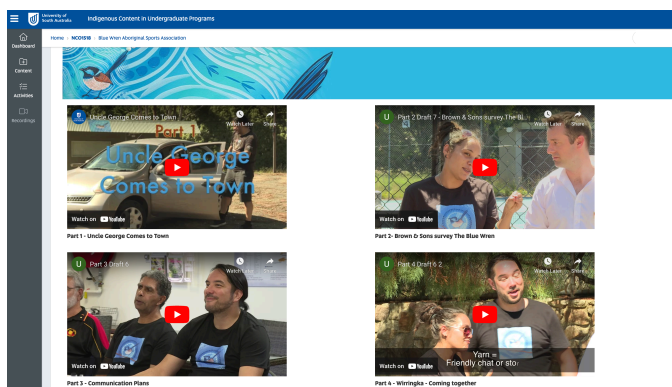 University of
South Australia
Indigenous Content in Undergraduate Programs
Dashboard
Content
Activities
Recordings
Home › NCO1518 › Blue Wren Aboriginal Sports Association
Uncle George Comes to Town
Watch Later
Share
Part 1
Uncle George
Comes to Town
Watch on YouTube
Part 1 - Uncle George Comes to Town
U
Part 2 Draft 7 - Brown & Sons survey The Bl
Watch Later
Share
Watch on YouTube
Part 2- Brown & Sons survey The Blue Wren
U
Part 3 Draft 6
Watch Later
Share
Watch on YouTube
Part 3 - Communication Plans
U
Part 4 Draft 6 2
Watch Later
Share
Yarn =
Friendly chat or sto
Watch on YouTube
Part 4 - Wirringka - Coming together